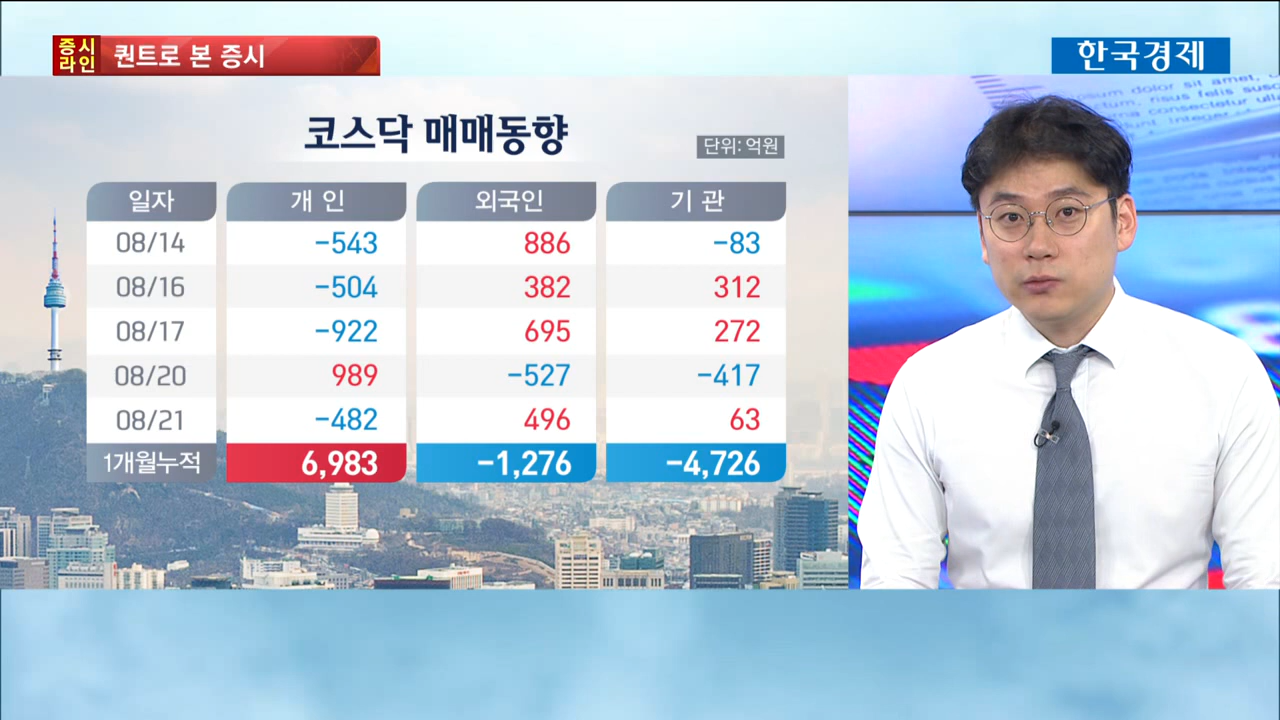 증시
라인
퀀트로 본 증시
한국경제
코스닥 매매동향
단위: 억원
일자 개 인 외국인 기 관
08/14 -543 886 -83
08/16 -504 382 312
08/17 -922 695 272
08/20 989 -527 -417
08/21 -482 496 63
1개월누적 6,983 -1,276 -4,726